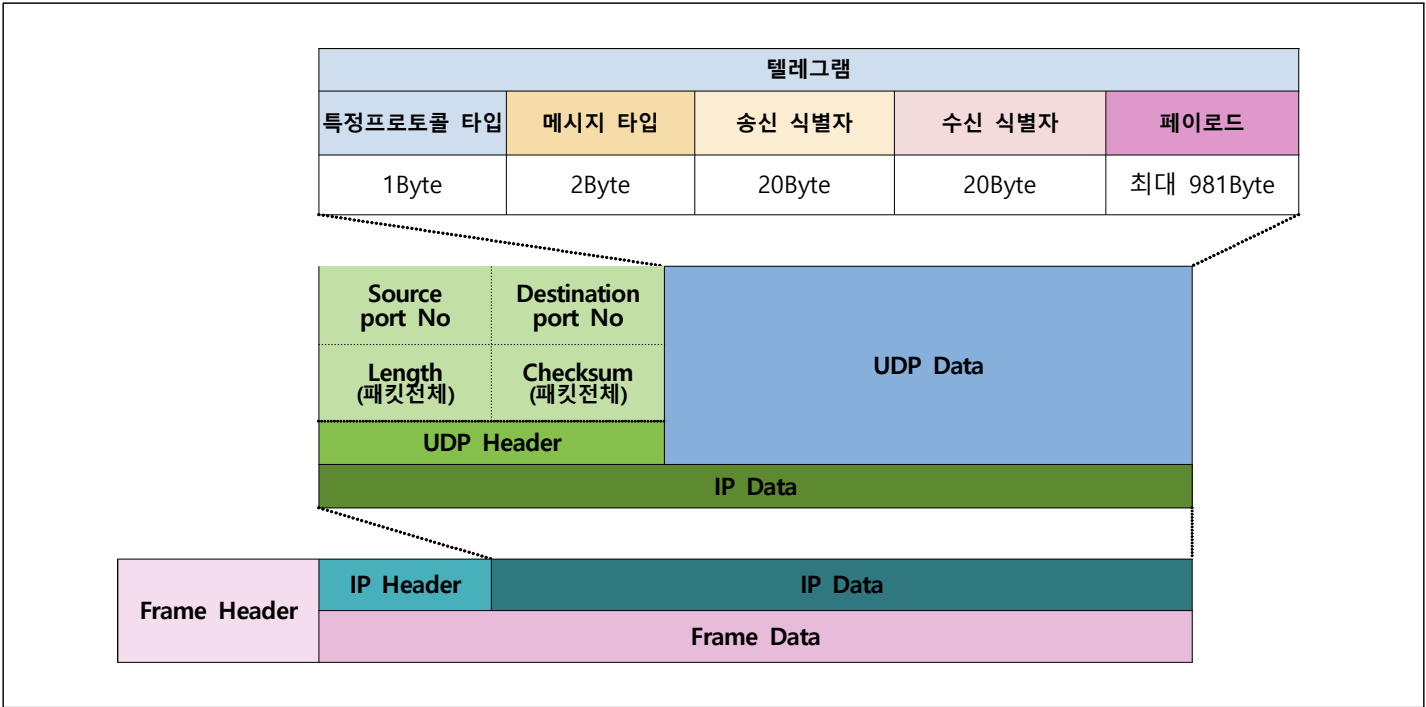 텔레그램
특정프로토콜 타입 메시지 타입 송신 식별자 수신 식별자 페이로드
1Byte 2Byte 20Byte 20Byte 최대 981Byte
Source
port No
Destination
port No
Length
(패킷전체)
Checksum
(패킷전체)
UDP Data
UDP Header
IP Data
Frame Header
IP Header
IP Data
Frame Data